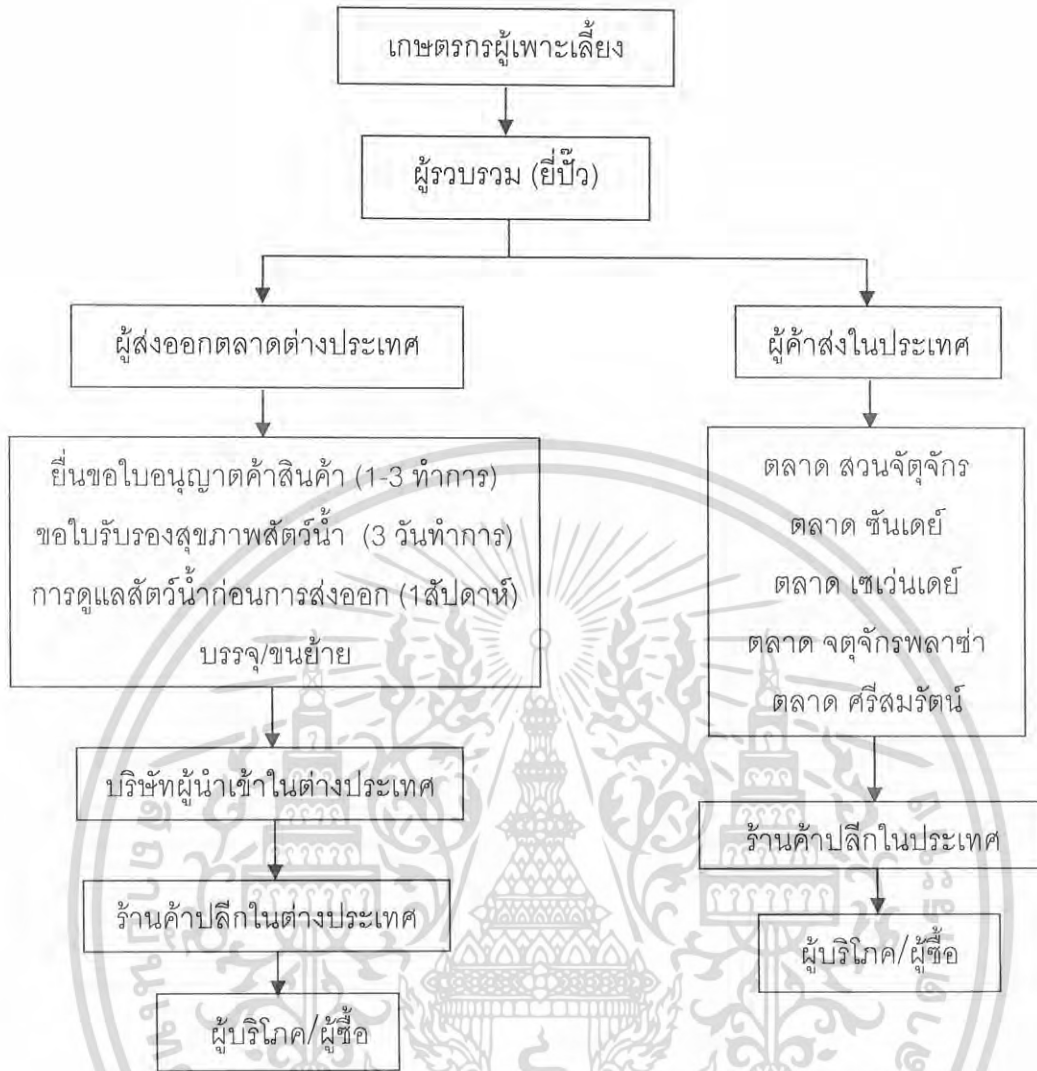 เกษตรกรผู้เพาะเลี้ยง
ผู้รวบรวม (ยี่ปั๊ว)
ผู้ส่งออกตลาดต่างประเทศ
ยื่นขอใบอนุญาตค้าสินค้า (1-3 ทำการ)
ขอใบรับรองสุขภาพสัตว์น้ำ (3 วันทำการ)
การดูแลสัตว์น้ำก่อนการส่งออก (1สัปดาห์)
บรรจุ/ขนย้าย
บริษัทผู้นำเข้าในต่างประเทศ
ร้านค้าปลีกในต่างประเทศ
ผู้บริโภค/ผู้ซื้อ
ผู้ค้าส่งในประเทศ
ตลาด สวนจัตุจักร
ตลาด ซันเดย์
ตลาด เซเว่นเดย์
ตลาด จตุจักรพลาซ่า
ตลาด ศรีสมรัตน์
ร้านค้าปลีกในประเทศ
ผู้บริโภค/ผู้ซื้อ